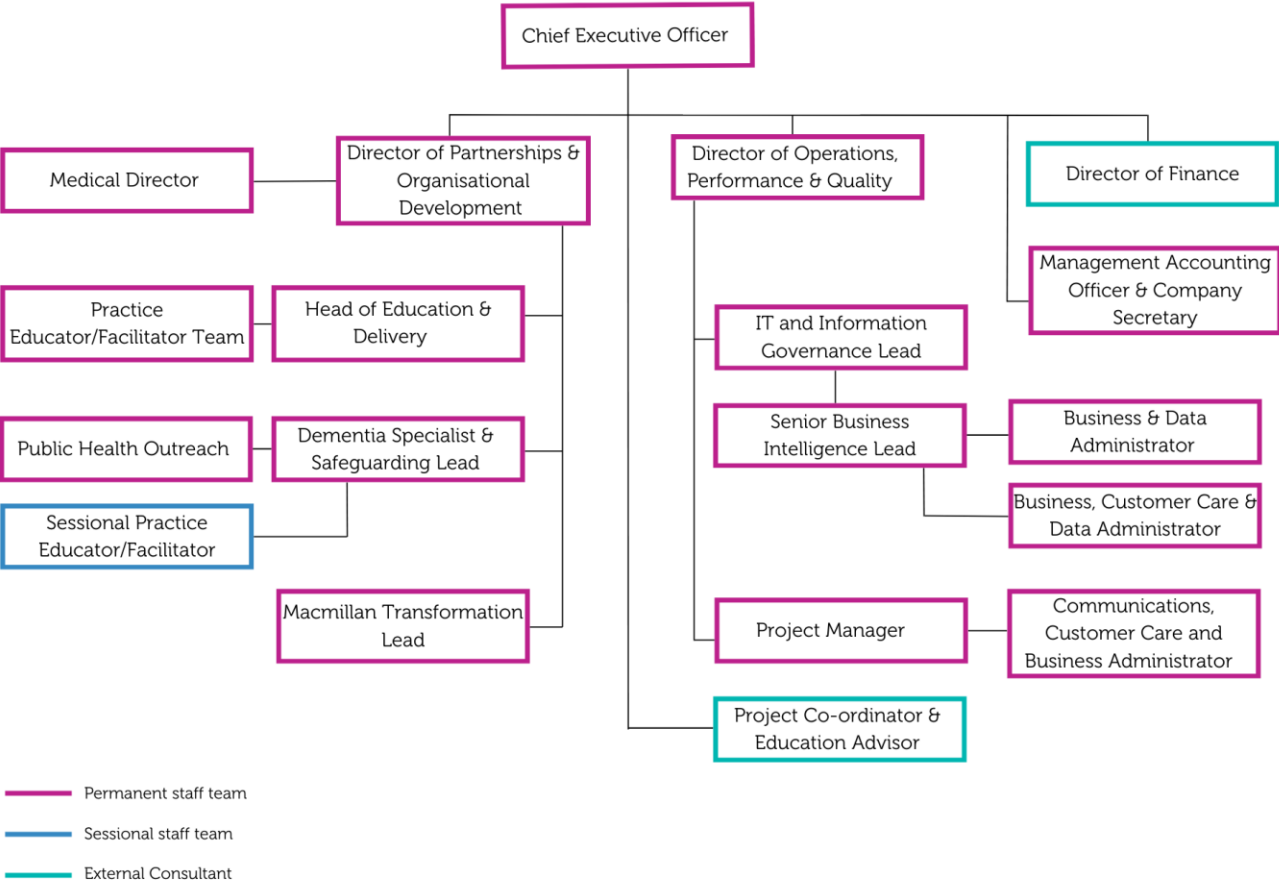 Chief Executive Officer
Medical Director
Director of Partnerships &
Organisational
Development
Director of Operations,
Performance & Quality
Director of Finance
Management Accounting
Officer & Company
Secretary
Practice
Educator/Facilitator Team
Head of Education &
Delivery
IT and Information
Governance Lead
Public Health Outreach
Dementia Specialist &
Safeguarding Lead
Senior Business
Intelligence Lead
Business & Data
Administrator
Sessional Practice
Educator/Facilitator
Business, Customer Care &
Data Administrator
Macmillan Transformation
Lead
Project Manager
Communications,
Customer Care and
Business Administrator
Project Co-ordinator &
Education Advisor
Permanent staff team
Sessional staff team
External Consultant